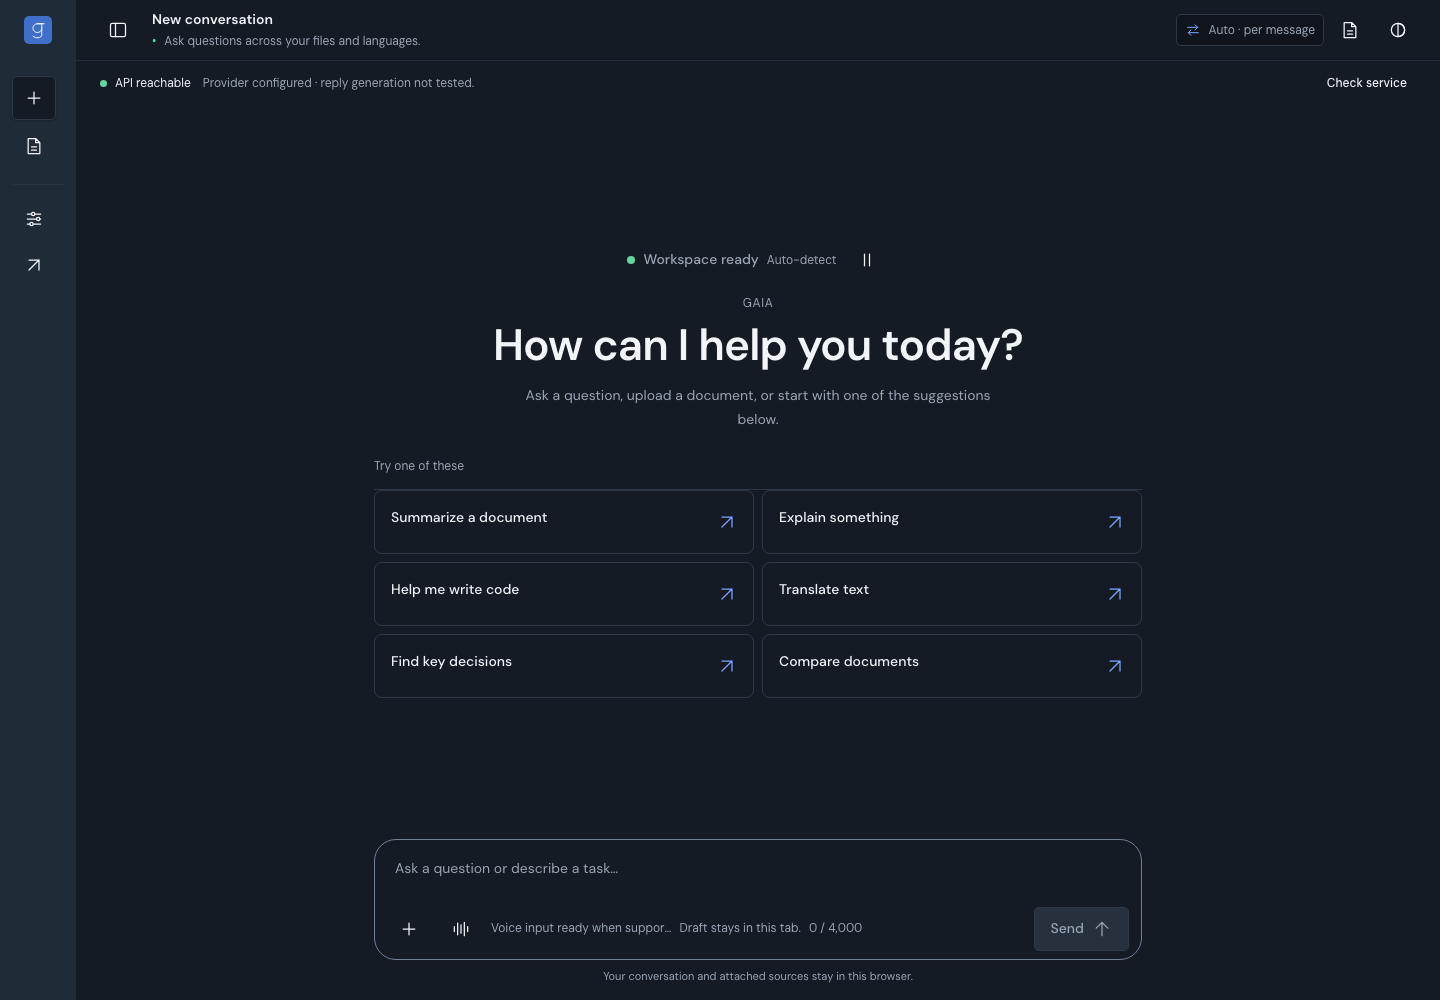 g
New conversation
• Ask questions across your files and languages.
Auto · per message
API reachable Provider configured · reply generation not tested.
Check service
Workspace ready Auto-detect
GAIA
How can I help you today?
Ask a question, upload a document, or start with one of the suggestions
below.
Try one of these
Summarize a document
Explain something
Help me write code
Translate text
Find key decisions
Compare documents
Ask a question or describe a task...
Voice input ready when suppor... Draft stays in this tab. 0 / 4,000
Send
Your conversation and attached sources stay in this browser.